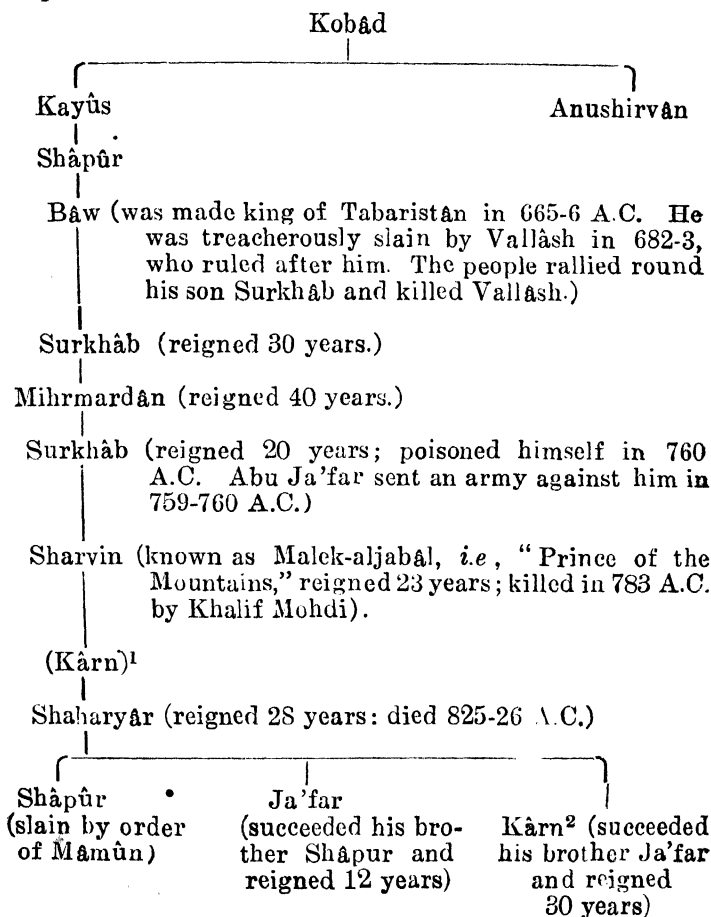 Kobâd
Kayûs Anushirvân
Shâpûr
Bâw (was made king of Tabaristân in 665-6 A.C. He
was treacherously slain by Vallâsh in 682-3,
who ruled after him. The people rallied round
his son Surkhâb and killed Vallâsh.)
Surkhâb (reigned 30 years.)
Mihrmardân (reigned 40 years.)
Surkhâb (reigned 20 years; poisoned himself in 760
A.C. Abu Ja’far sent an army against him in
759-760 A.C.)
Sharvin (known as Malek-aljabâl, i.e, “Prince of the
Mountains,” reigned 23 years; killed in 783 A.C.
by Khalif Mohdi).
(Kârn)¹
Shaharyâr (reigned 28 years: died 825-26 A.C.)
Shâpûr
(slain by order
of Mâmûn)
Ja’far
(succeeded his bro-
ther Shâpur and
reigned 12 years)
Kârn² (succeeded
his brother Ja’far
and reigned
30 years)